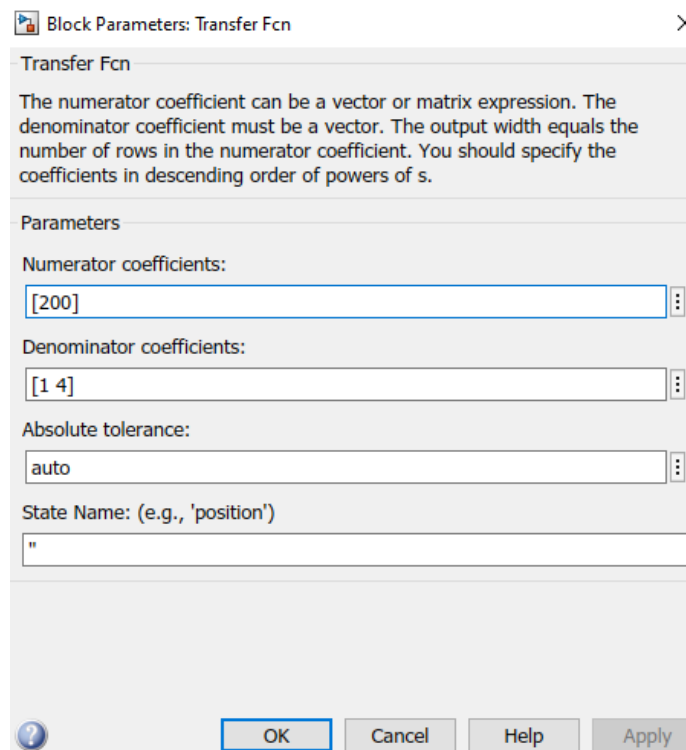 Block Parameters: Transfer Fcn
Transfer Fcn
The numerator coefficient can be a vector or matrix expression. The
denominator coefficient must be a vector. The output width equals the
number of rows in the numerator coefficient. You should specify the
coefficients in descending order of powers of s.
Parameters
Numerator coefficients:
[200]
Denominator coefficients:
[1 4]
Absolute tolerance:
auto
State Name: (e.g., 'position')
''
OK Cancel Help Apply